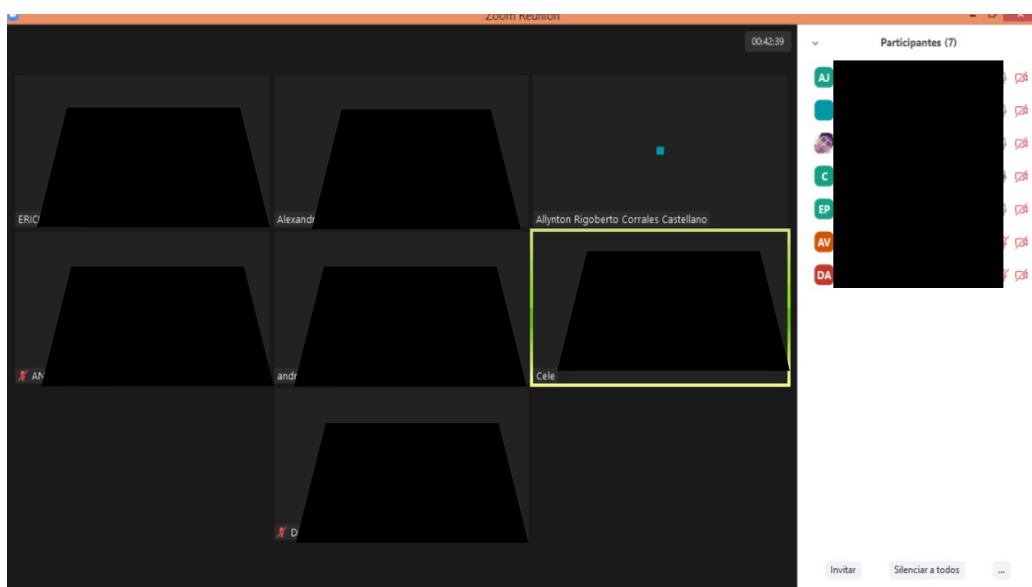 Zoom Reunión
00:42:39
Participantes (7)
AJ
C
EP
AV
DA
ERIC
Alexandr
Allynton Rigoberto Corrales Castellano
AN
andr
Cele
D
Invitar
Silenciar a todos
...